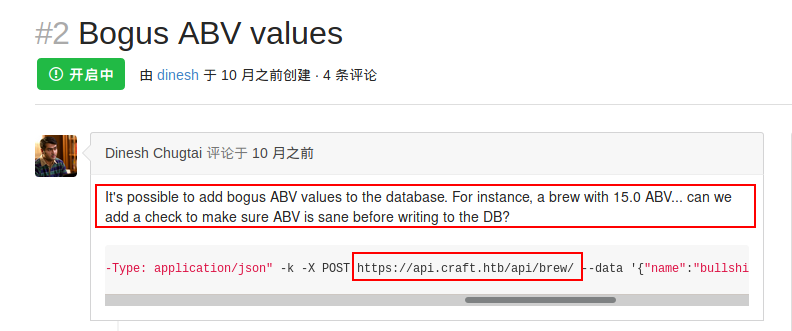 #2 Bogus ABV values
开启中 由 dinesh 于 10 月之前创建 · 4 条评论
Dinesh Chugtai 评论于 10 月之前
It's possible to add bogus ABV values to the database. For instance, a brew with 15.0 ABV... can we
add a check to make sure ABV is sane before writing to the DB?
-Type: application/json" -k -X POST https://api.craft.htb/api/brew/ --data '{"name":"bullshi